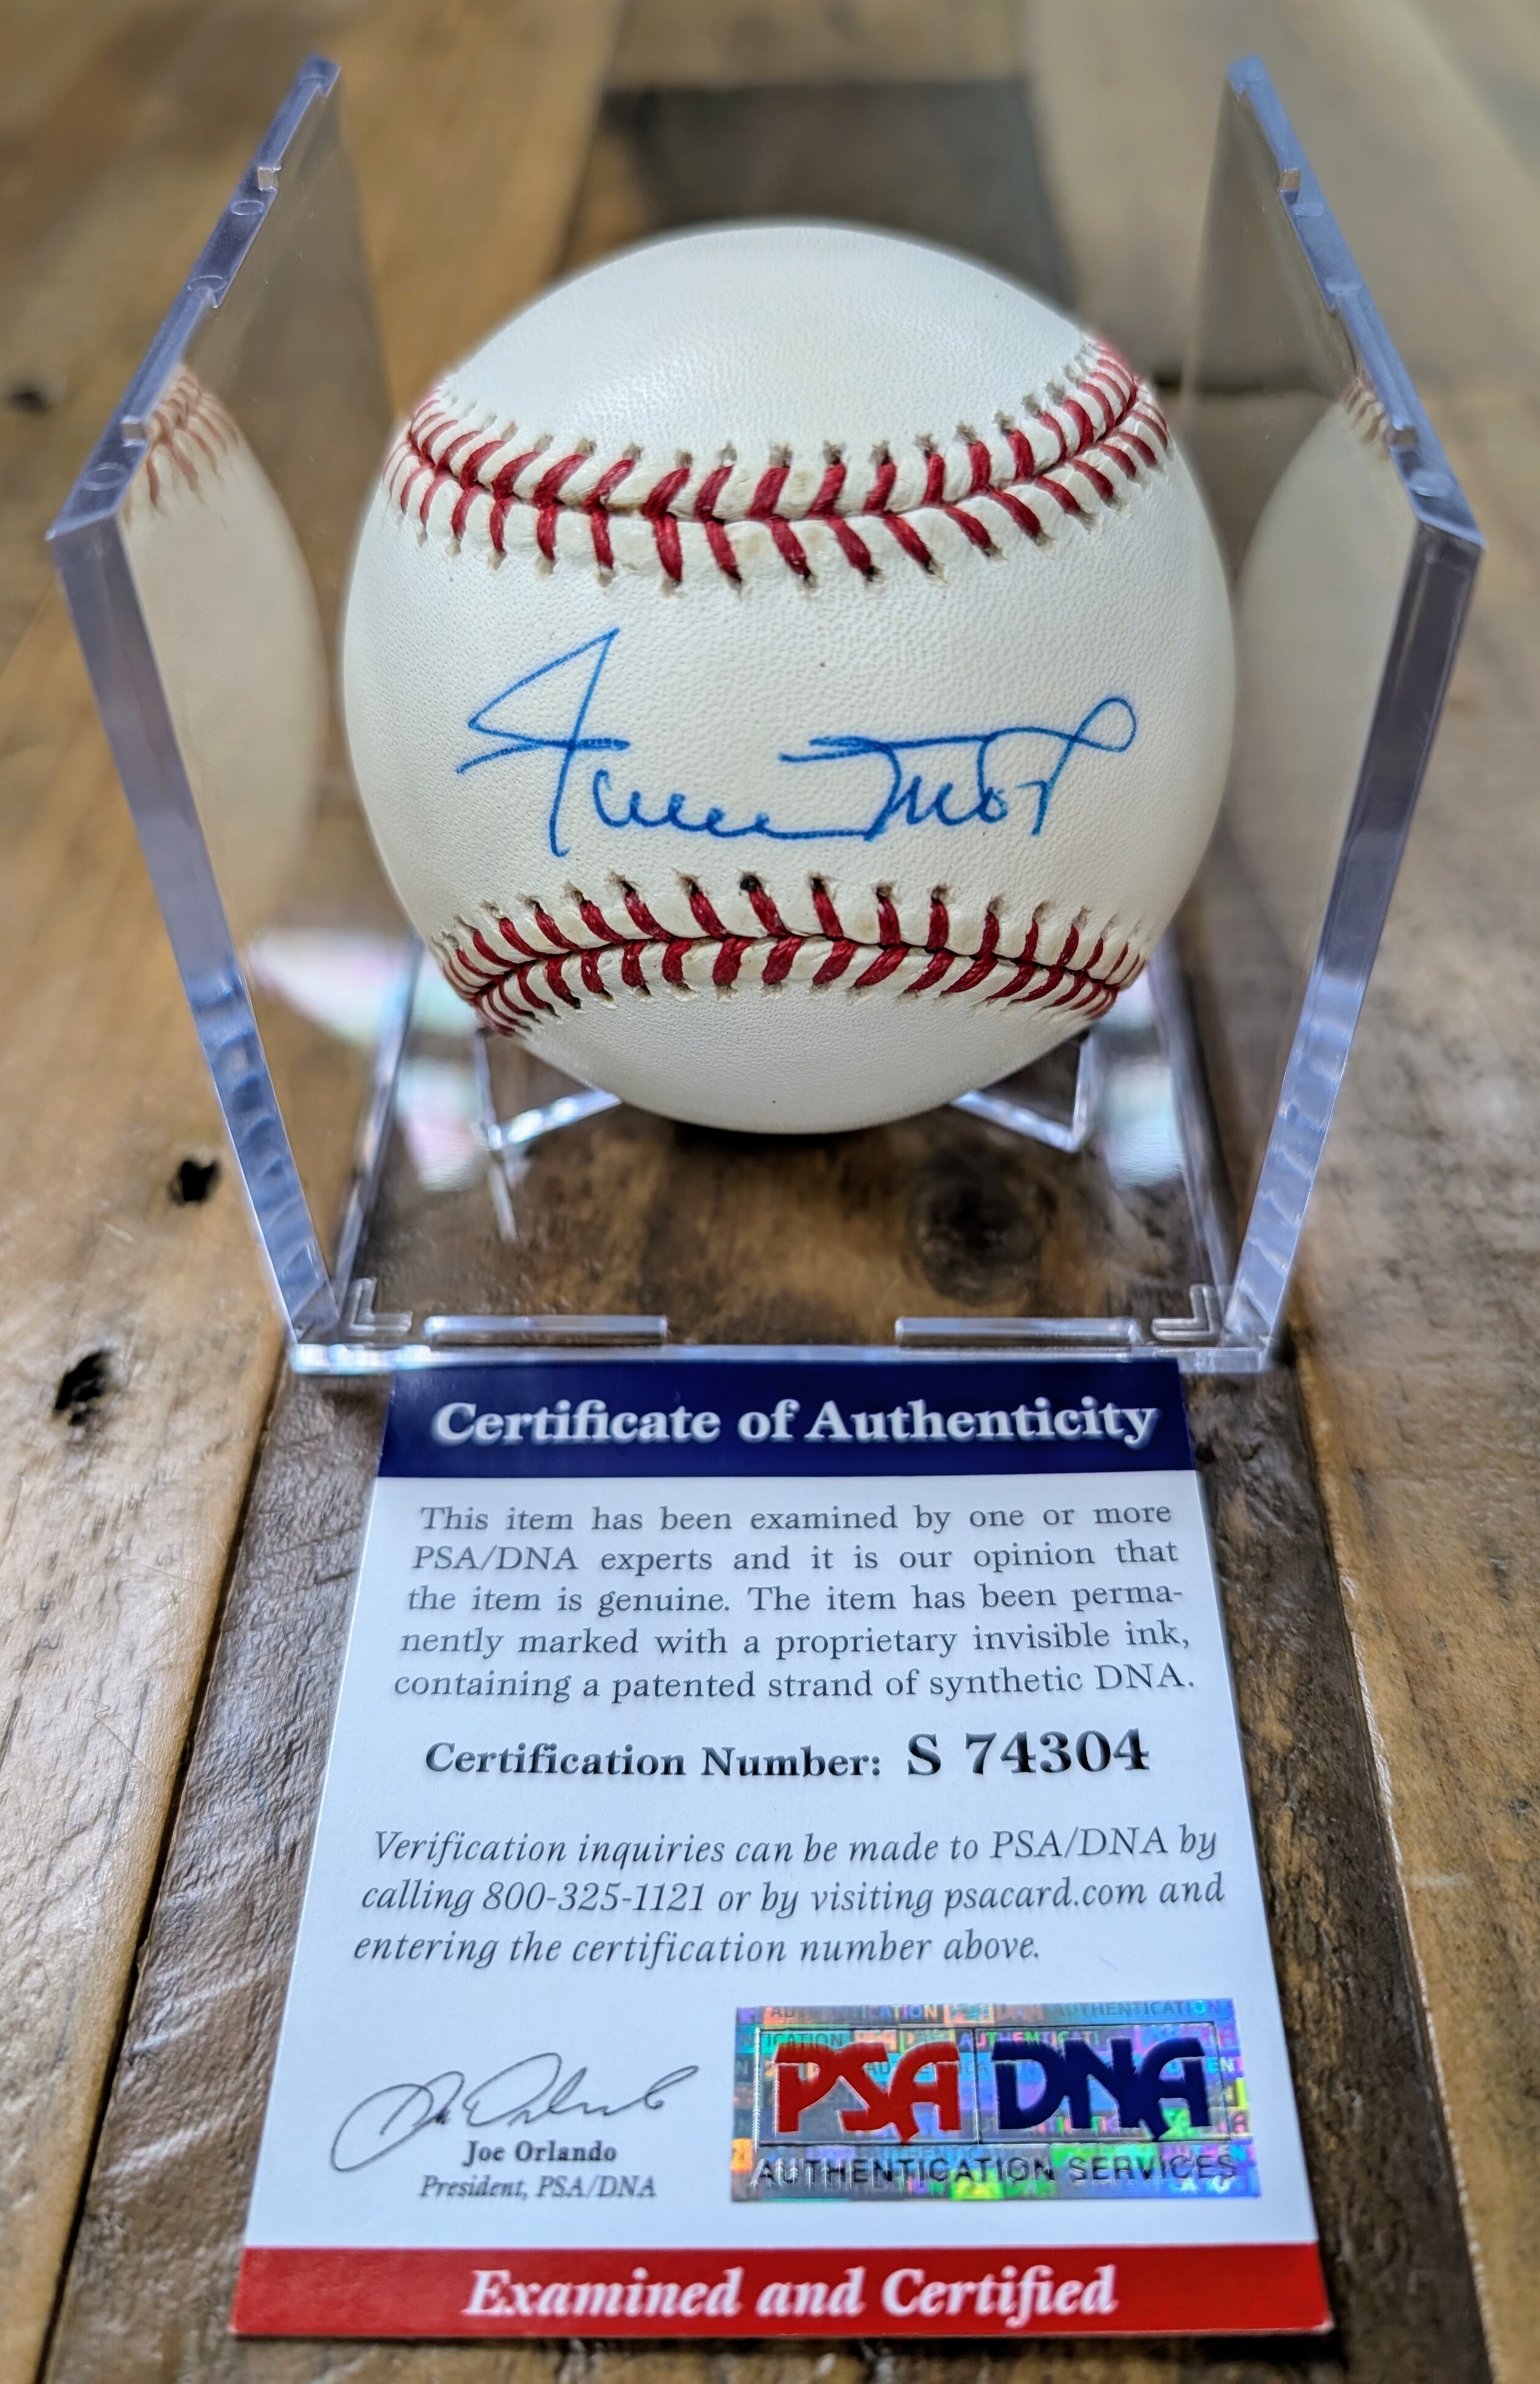 Willie Mays
Certificate of Authenticity
This item has been examined by one or more
PSA/DNA experts and it is our opinion that
the item is genuine. The item has been perma-
nently marked with a proprietary invisible ink,
containing a patented strand of synthetic DNA.
Certification Number: S 74304
Verification inquiries can be made to PSA/DNA by
calling 800-325-1121 or by visiting psacard.com and
entering the certification number above.
Joe Orlando
President, PSA/DNA
PSA DNA
AUTHENTICATION SERVICES
Examined and Certified